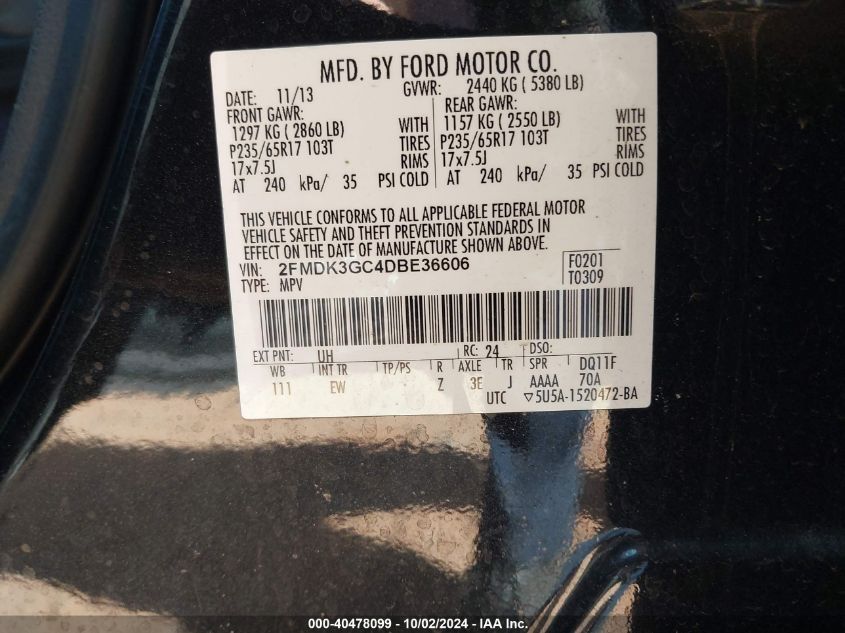 MFD. BY FORD MOTOR CO.
DATE: 11/13 GVWR: 2440 KG ( 5380 LB)
FRONT GAWR: REAR GAWR:
1297 KG ( 2860 LB) WITH 1157 KG ( 2550 LB) WITH
P235/65R17 103T TIRES P235/65R17 103T TIRES
17x7.5J RIMS 17x7.5J RIMS
AT 240 kPa/ 35 PSI COLD AT 240 kPa/ 35 PSI COLD
THIS VEHICLE CONFORMS TO ALL APPLICABLE FEDERAL MOTOR
VEHICLE SAFETY AND THEFT PREVENTION STANDARDS IN
EFFECT ON THE DATE OF MANUFACTURE SHOWN ABOVE.
VIN: 2FMDK3GC4DBE36606 F0201
TYPE: MPV T0309
EXT PNT: UH RC: 24 DSO:
WB INT TR TP/PS R AXLE TR SPR DQ11F
111 EW Z 3E J AAAA 70A
UTC ▽5U5A-1520472-BA
000-40478099 - 10/02/2024 - IAA Inc.